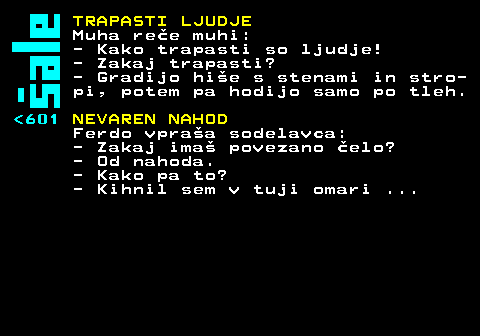 šale
TRAPASTI LJUDJE
Muha reče muhi:
- Kako trapasti so ljudje!
- Zakaj trapasti?
- Gradijo hiše s stenami in stro-
pi, potem pa hodijo samo po tleh.
<601 NEVAREN NAHOD
Ferdo vpraša sodelavca:
- Zakaj imaš povezano čelo?
- Od nahoda.
- Kako pa to?
- Kihnil sem v tuji omari ...